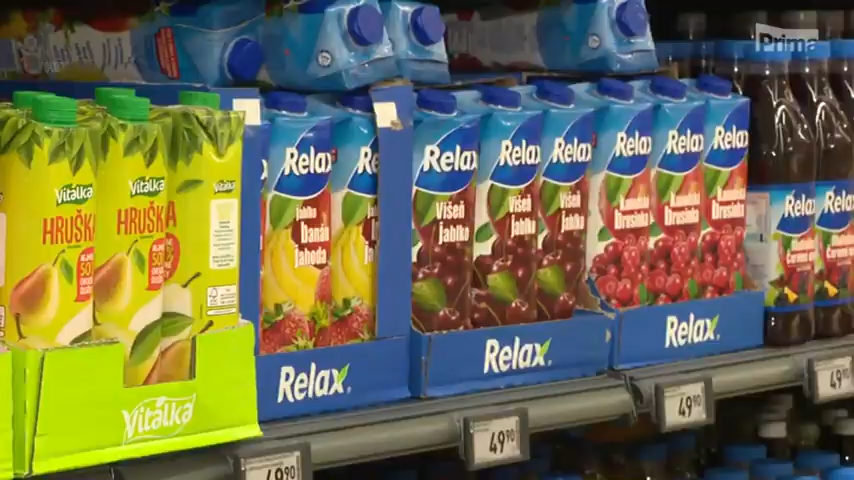 Prima
Vitalka
HRUŠKA
50
Vitalka
HRUŠKA
50
Vitalka
Vitalka
Relax
jablko
banán
jahoda
Relax
Relax
Višeň
jablko
Relax
Višeň
jablko
Relax
Višeň
jablko
Relax
Relax
Kanadská
brusinka
Relax
Kanadská
brusinka
Relax
Kanadská
brusinka
Relax
Relax
Relax
49.90
49.90
49.90
49.90